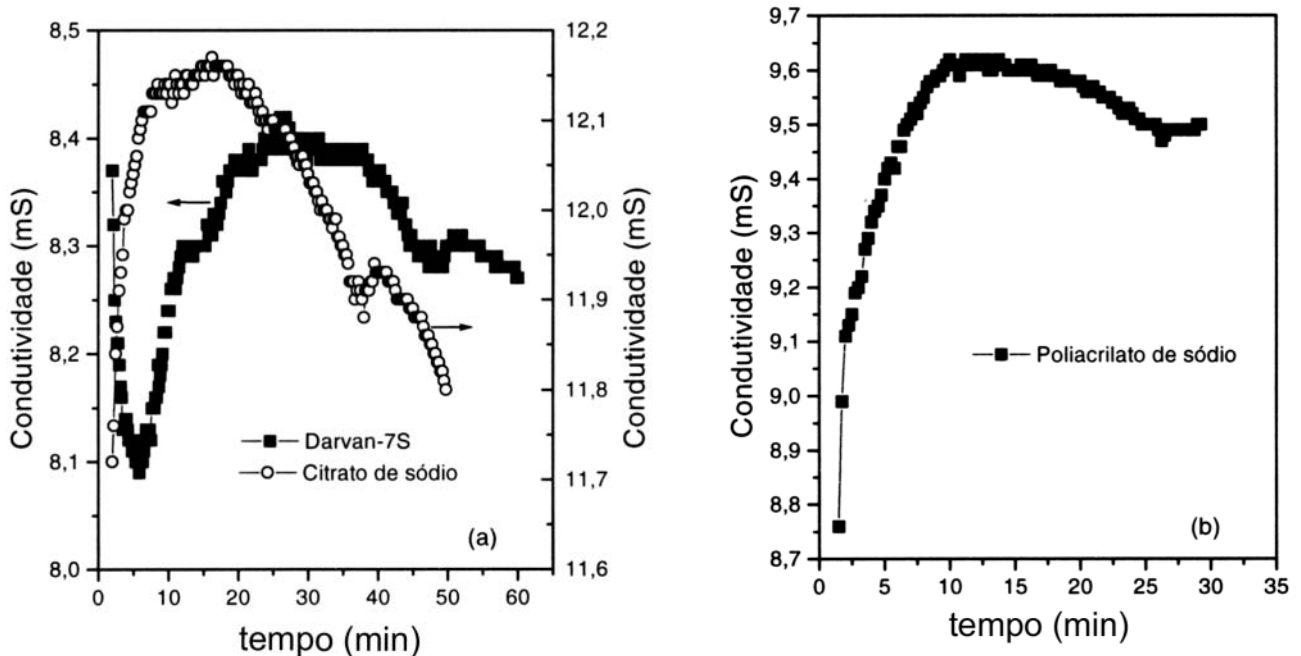 8,5
8,4
8,3
8,2
8,1
8,0
Condutividade (mS)
12,2
12,1
12,0
11,9
11,8
11,7
11,6
Condutividade (mS)
Darvan-7S
Citrato de sódio
(a)
0 10 20 30 40 50 60
tempo (min)
9,7
9,6
9,5
9,4
9,3
9,2
9,1
9,0
8,9
8,8
8,7
Condutividade (mS)
Poliacrilato de sódio
(b)
0 5 10 15 20 25 30 35
tempo (min)